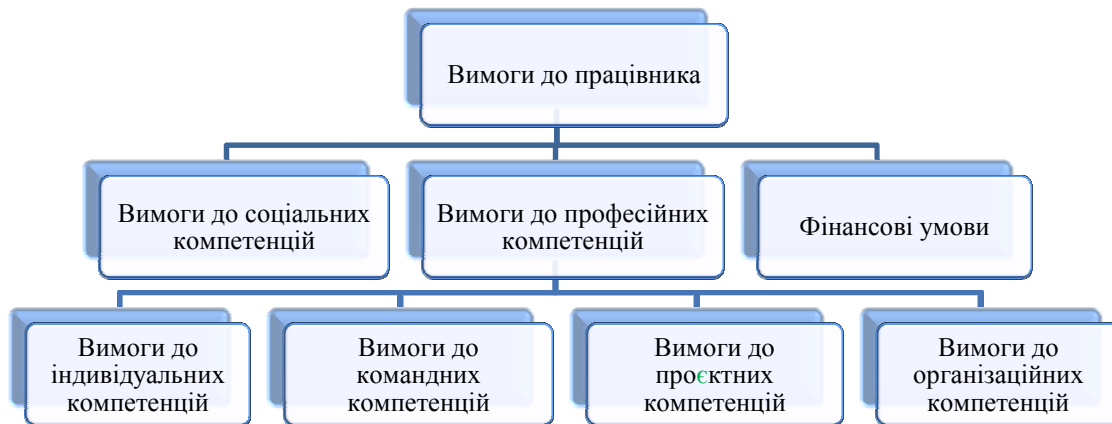 Вимоги до працівника
Вимоги до соціальних
компетенцій
Вимоги до професійних
компетенцій
Фінансові умови
Вимоги до
індивідуальних
компетенцій
Вимоги до
командних
компетенцій
Вимоги до
проєктних
компетенцій
Вимоги до
організаційних
компетенцій